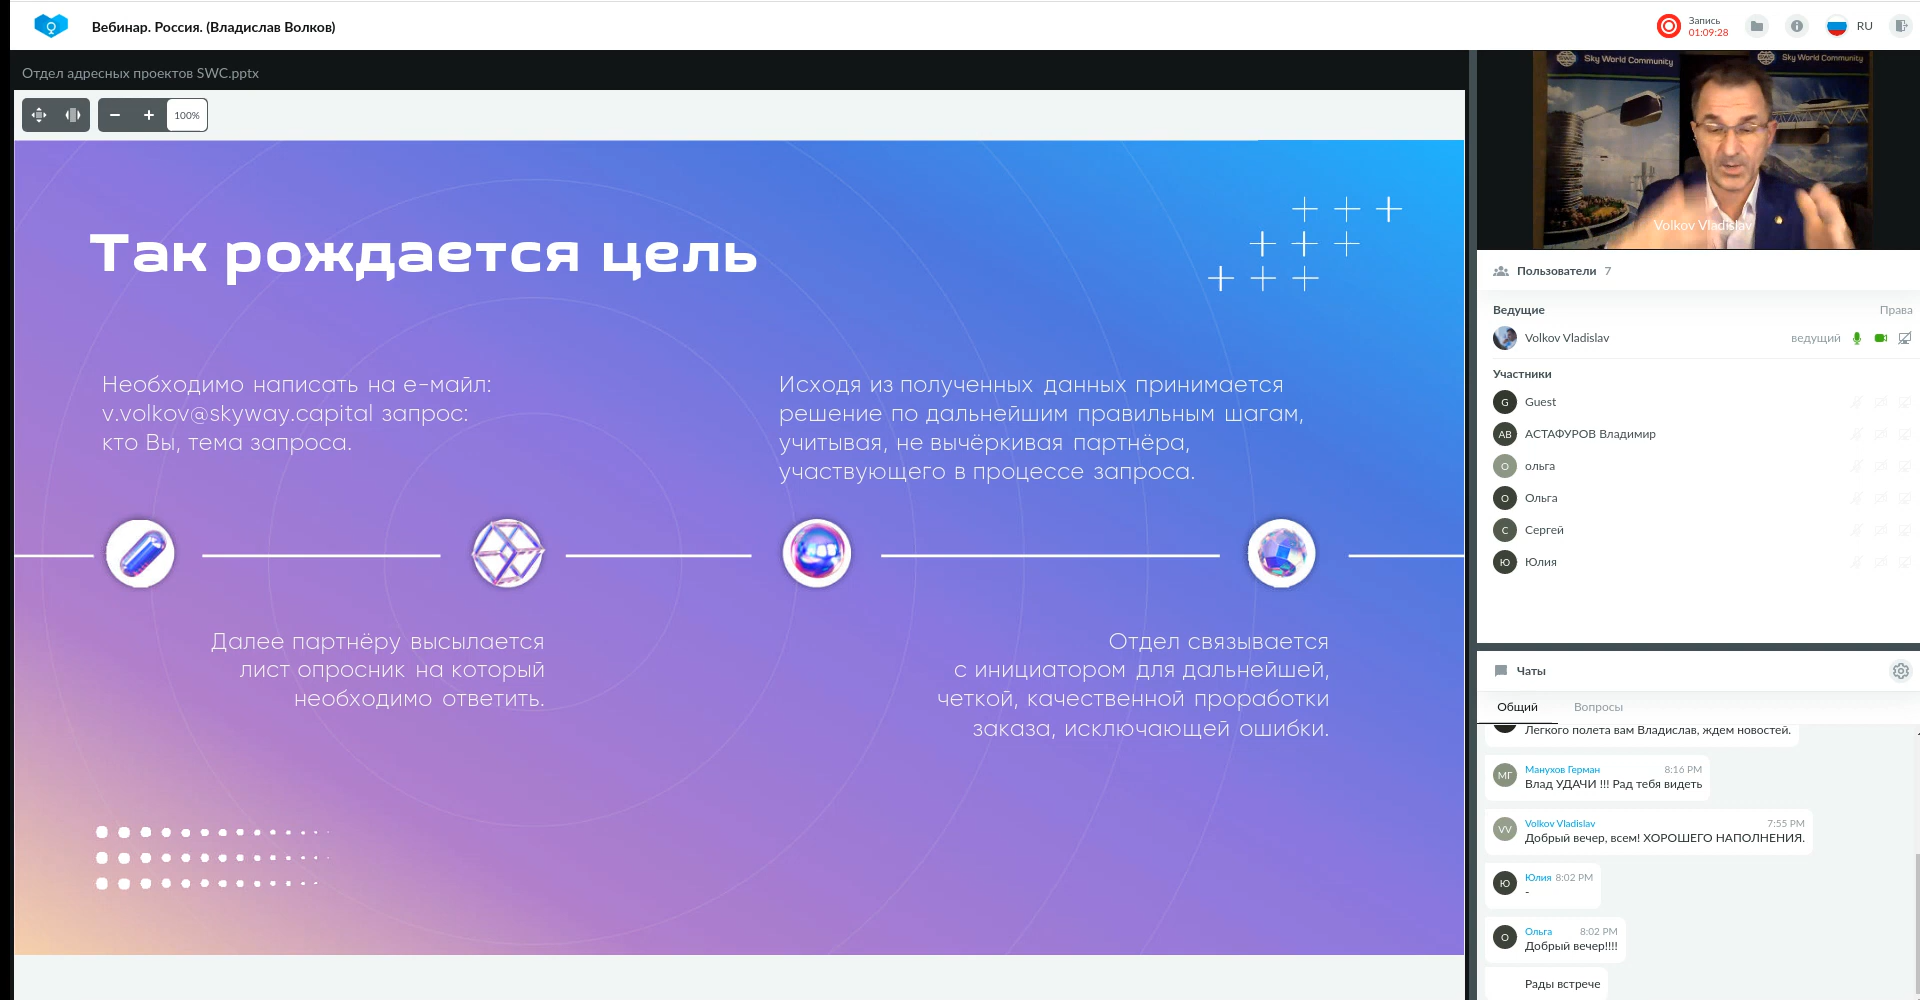 Вебинар. Россия. (Владислав Волков)
Запись
01:09:28
RU
Отдел адресных проектов SWC.pptx
100%
Так рождается цель
Необходимо написать на е-майл:
v.volkov@skyway.capital запрос:
кто Вы, тема запроса.
Исходя из полученных данных принимается
решение по дальнейшим правильным шагам,
учитывая, не вычёркивая партнёра,
участвующего в процессе запроса.
Далее партнёру высылается
лист опросник на который
необходимо ответить.
Отдел связывается
с инициатором для дальнейшей,
четкой, качественной проработки
заказа, исключающей ошибки.
Sky World Community
Sky World Community
Volkov Vladislav
Пользователи 7
Ведущие
Права
Volkov Vladislav
ведущий
Участники
G
Guest
АВ
АСТАФУРОВ Владимир
О
ольга
О
Ольга
С
Сергей
Ю
Юлия
Чаты
Общий
Вопросы
Легкого полета вам Владислав, ждем новостей.
МГ
Манухов Герман 8:16 PM
Влад УДАЧИ !!! Рад тебя видеть
VV
Volkov Vladislav 7:55 PM
Добрый вечер, всем! ХОРОШЕГО НАПОЛНЕНИЯ.
Ю
Юлия 8:02 PM
-
О
Ольга 8:02 PM
Добрый вечер!!!!
Рады встрече